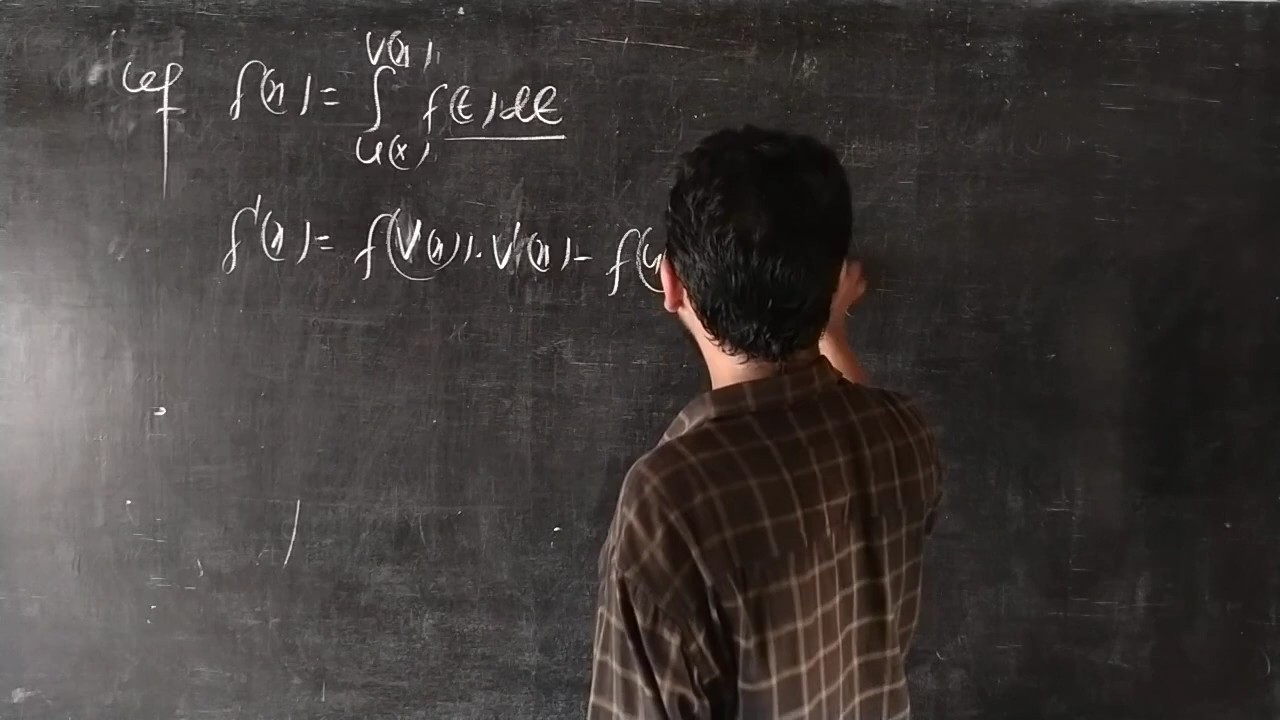 Let f(x) = ∫_{u(x)}^{v(x)} f(t) dt
f'(x) = f(v(x)). v'(x) - f(u